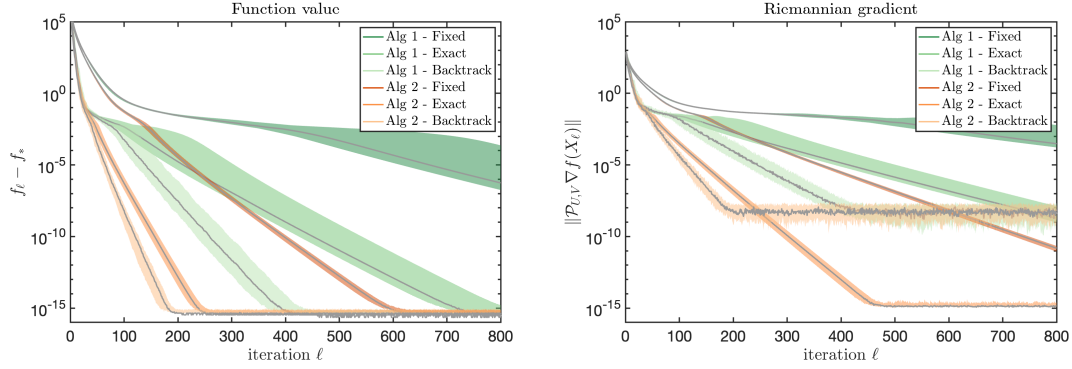 Function value
10^5
10^0
10^-5
10^-10
10^-15
f_ℓ − f_*
0 100 200 300 400 500 600 700 800
iteration ℓ
Alg 1 - Fixed
Alg 1 - Exact
Alg 1 - Backtrack
Alg 2 - Fixed
Alg 2 - Exact
Alg 2 - Backtrack
Ricmannian gradient
10^5
10^0
10^-5
10^-10
10^-15
‖𝒫_{U,V} ∇f(X_ℓ)‖
0 100 200 300 400 500 600 700 800
iteration ℓ
Alg 1 - Fixed
Alg 1 - Exact
Alg 1 - Backtrack
Alg 2 - Fixed
Alg 2 - Exact
Alg 2 - Backtrack